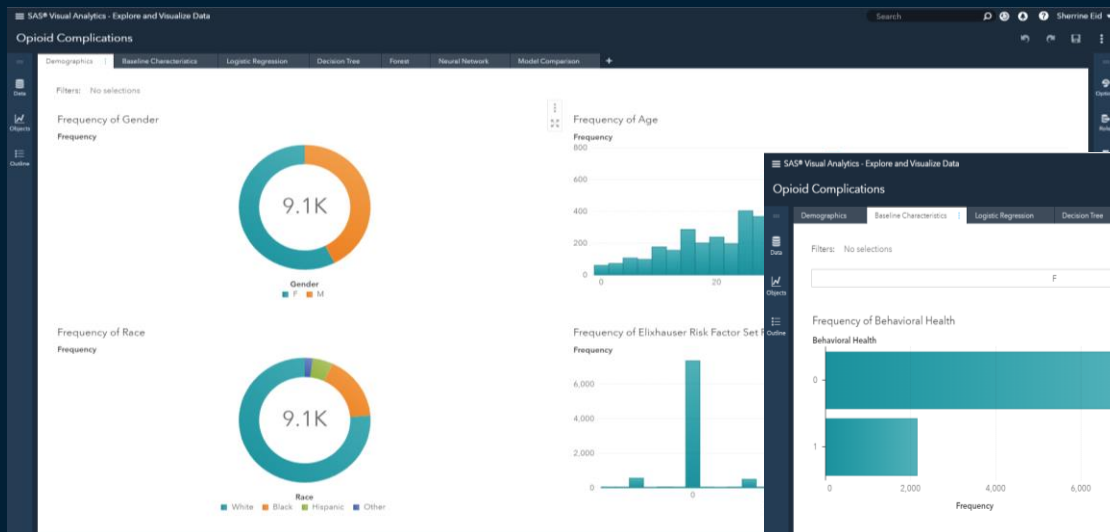 SAS® Visual Analytics - Explore and Visualize Data
Search
Sherrine Eid
Opioid Complications
Demographics
Baseline Characteristics
Logistic Regression
Decision Tree
Forest
Neural Network
Model Comparison
Data
Objects
Outline
Filters: No selections
Frequency of Gender
Frequency
9.1K
Gender
F M
Frequency of Age
Frequency
800
600
400
200
0
0 20
Frequency of Race
Frequency
9.1K
Race
White Black Hispanic Other
Frequency of Elixhauser Risk Factor Set
Frequency
6,000
4,000
2,000
0
0
SAS® Visual Analytics - Explore and Visualize Data
Opioid Complications
Demographics
Baseline Characteristics
Logistic Regression
Decision Tree
Data
Objects
Outline
Filters: No selections
F
Frequency of Behavioral Health
Behavioral Health
0
1
0 2,000 4,000 6,000
Frequency